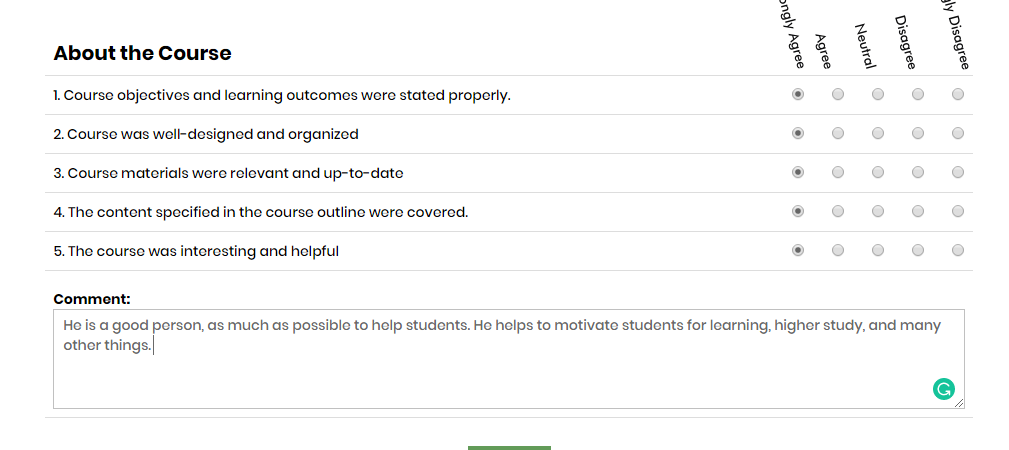 ongly Agree
Agree
Neutral
Disagree
gly Disagree
About the Course
1. Course objectives and learning outcomes were stated properly.
2. Course was well-designed and organized
3. Course materials were relevant and up-to-date
4. The content specified in the course outline were covered.
5. The course was interesting and helpful
Comment:
He is a good person, as much as possible to help students. He helps to motivate students for learning, higher study, and many
other things.